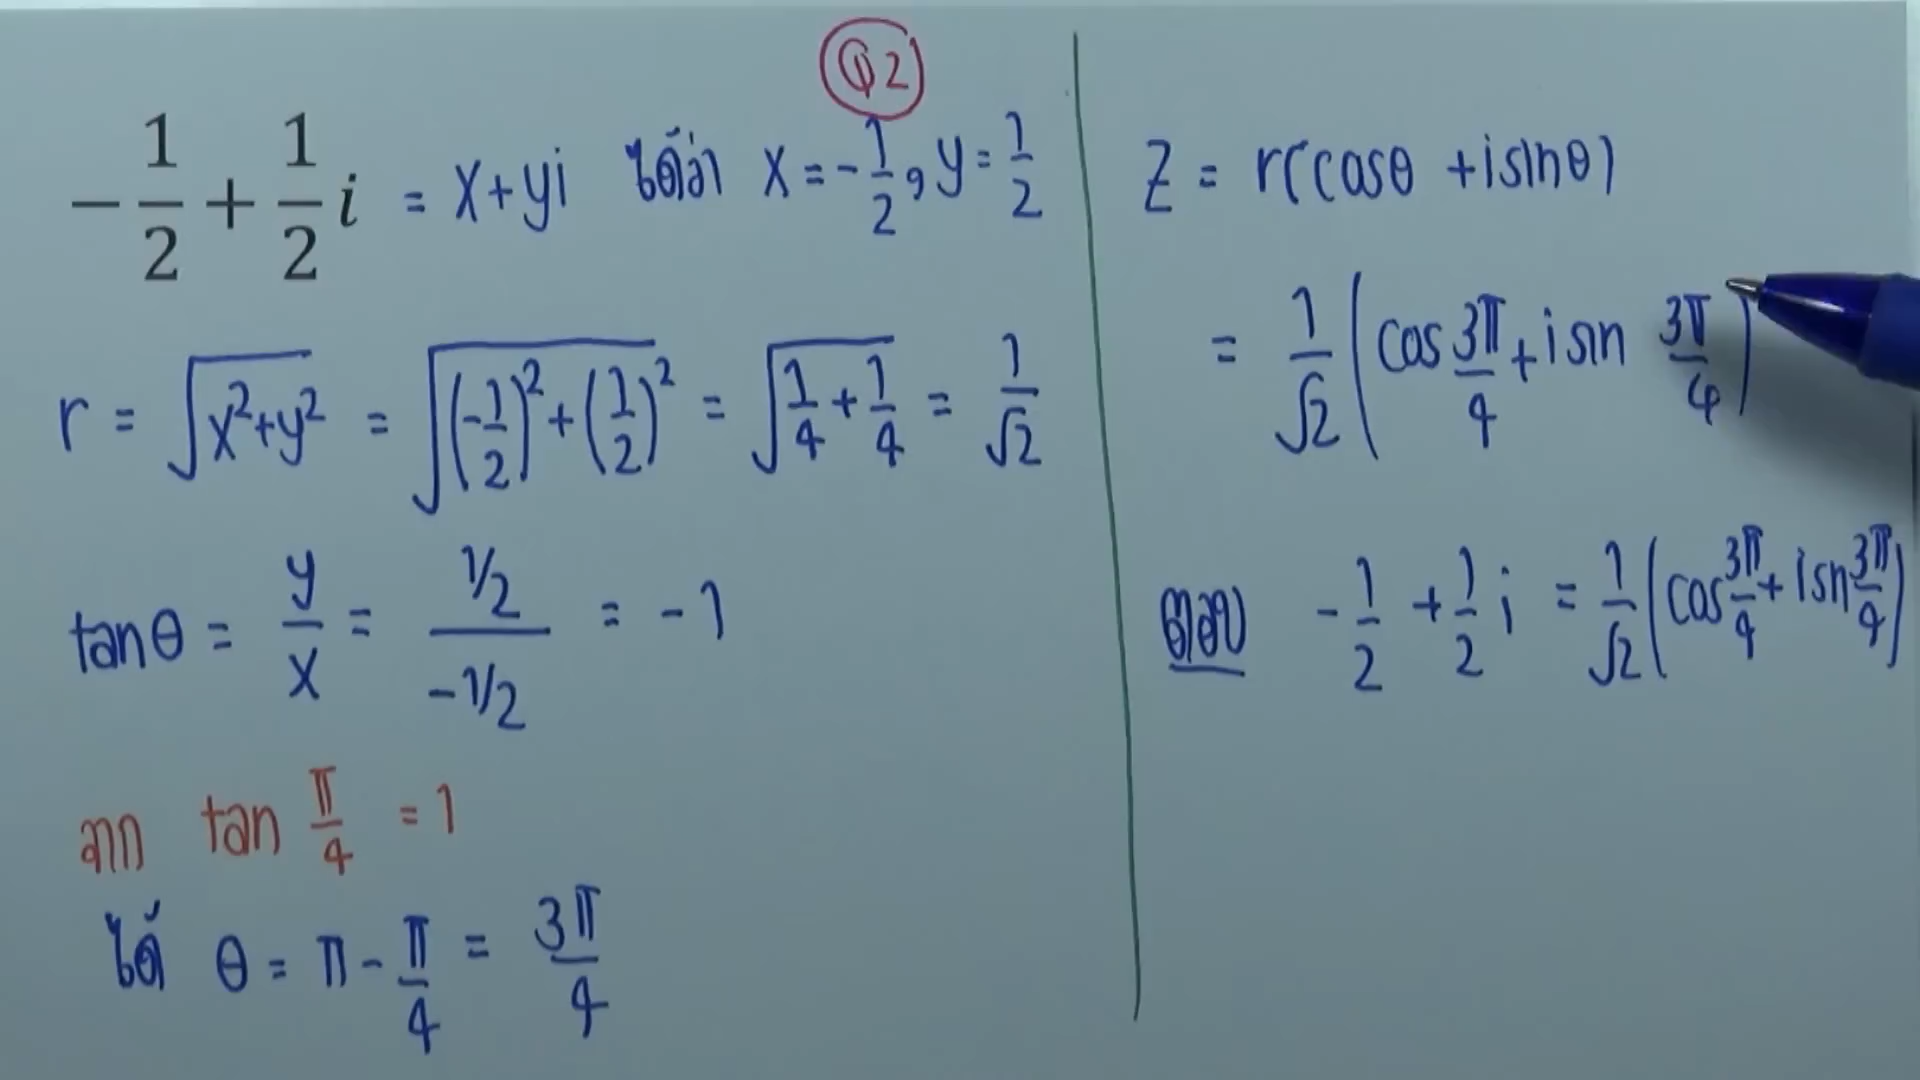 Q2
-1/2 + 1/2 i = x+yi ได้ว่า x = -1/2 , y = 1/2
r = √(x²+y²) = √((-1/2)² + (1/2)²) = √(1/4 + 1/4) = 1/√2
tanθ = y/x = (1/2)/(-1/2) = -1
จาก tan π/4 = 1
ได้ θ = π - π/4 = 3π/4
Z = r(cosθ + isinθ)
= 1/√2 (cos 3π/4 + i sin 3π/4)
ตอบ -1/2 + 1/2 i = 1/√2 (cos 3π/4 + i sin 3π/4)